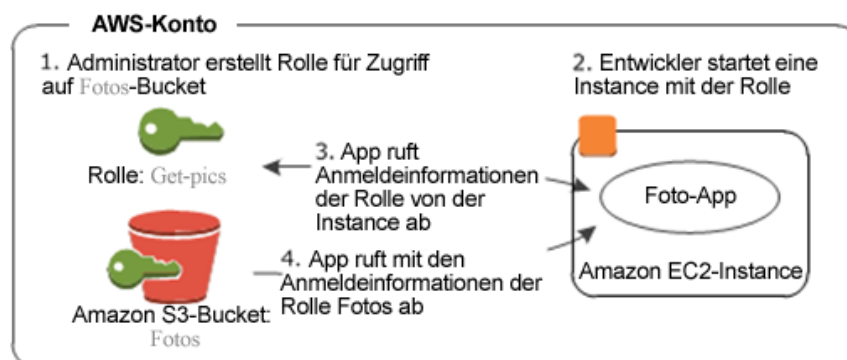 AWS-Konto
1. Administrator erstellt Rolle für Zugriff
auf Fotos-Bucket
2. Entwickler startet eine
Instance mit der Rolle
Rolle: Get-pics
3. App ruft
Anmeldeinformationen
der Rolle von der
Instance ab
Foto-App
Amazon EC2-Instance
4. App ruft mit den
Anmeldeinformationen der
Rolle Fotos ab
Amazon S3-Bucket:
Fotos